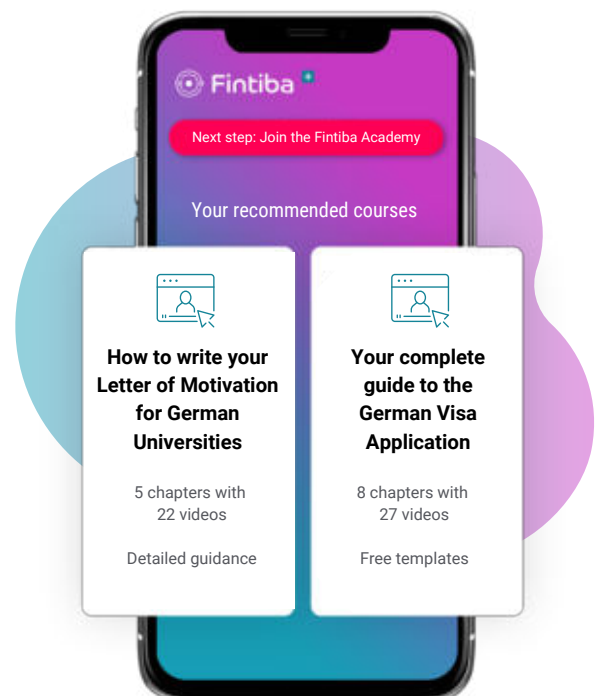 Fintiba +
Next step: Join the Fintiba Academy
Your recommended courses
How to write your
Letter of Motivation
for German
Universities
5 chapters with
22 videos
Detailed guidance
Your complete
guide to the
German Visa
Application
8 chapters with
27 videos
Free templates